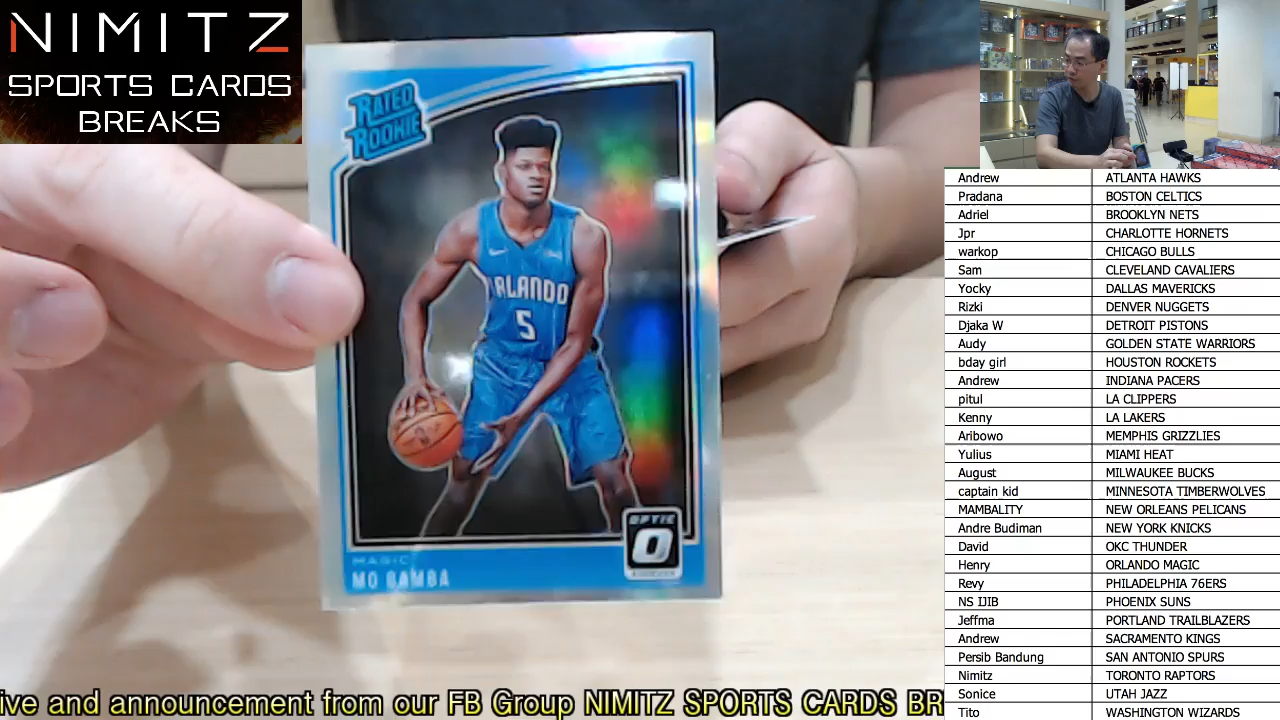 NIMITZ
SPORTS CARDS
BREAKS
RATED
ROOKIE
ORLANDO
5
OPTIC
O
MAGIC
MO BAMBA
Andrew ATLANTA HAWKS
Pradana BOSTON CELTICS
Adriel BROOKLYN NETS
Jpr CHARLOTTE HORNETS
warkop CHICAGO BULLS
Sam CLEVELAND CAVALIERS
Yocky DALLAS MAVERICKS
Rizki DENVER NUGGETS
Djaka W DETROIT PISTONS
Audy GOLDEN STATE WARRIORS
bday girl HOUSTON ROCKETS
Andrew INDIANA PACERS
pitul LA CLIPPERS
Kenny LA LAKERS
Aribowo MEMPHIS GRIZZLIES
Yulius MIAMI HEAT
August MILWAUKEE BUCKS
captain kid MINNESOTA TIMBERWOLVES
MAMBALITY NEW ORLEANS PELICANS
Andre Budiman NEW YORK KNICKS
David OKC THUNDER
Henry ORLANDO MAGIC
Revy PHILADELPHIA 76ERS
NS IJIB PHOENIX SUNS
Jeffma PORTLAND TRAILBLAZERS
Andrew SACRAMENTO KINGS
Persib Bandung SAN ANTONIO SPURS
Nimitz TORONTO RAPTORS
Sonice UTAH JAZZ
Tito WASHINGTON WIZARDS
ive and announcement from our FB Group NIMITZ SPORTS CARDS BR